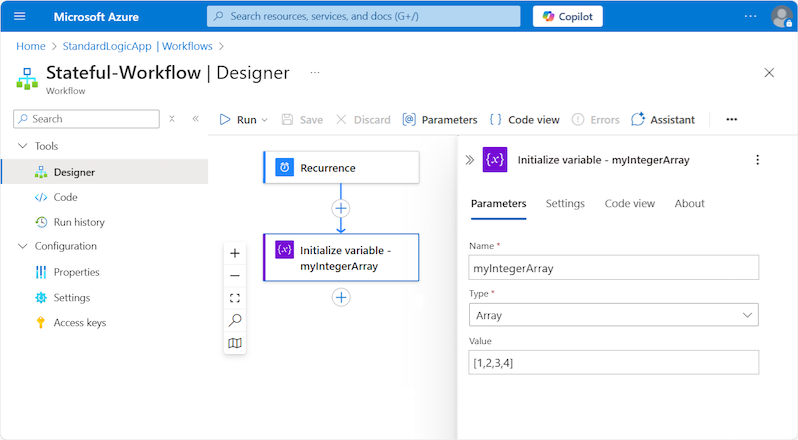 Microsoft Azure
Search resources, services, and docs (G+/)
Copilot
Home > StandardLogicApp | Workflows >
Stateful-Workflow | Designer
Workflow
Search
Run
Save
Discard
Parameters
Code view
Errors
Assistant
Tools
Designer
Code
Run history
Configuration
Properties
Settings
Access keys
Recurrence
{x} Initialize variable -
myIntegerArray
{x} Initialize variable - myIntegerArray
Parameters
Settings
Code view
About
Name *
myIntegerArray
Type *
Array
Value
[1,2,3,4]